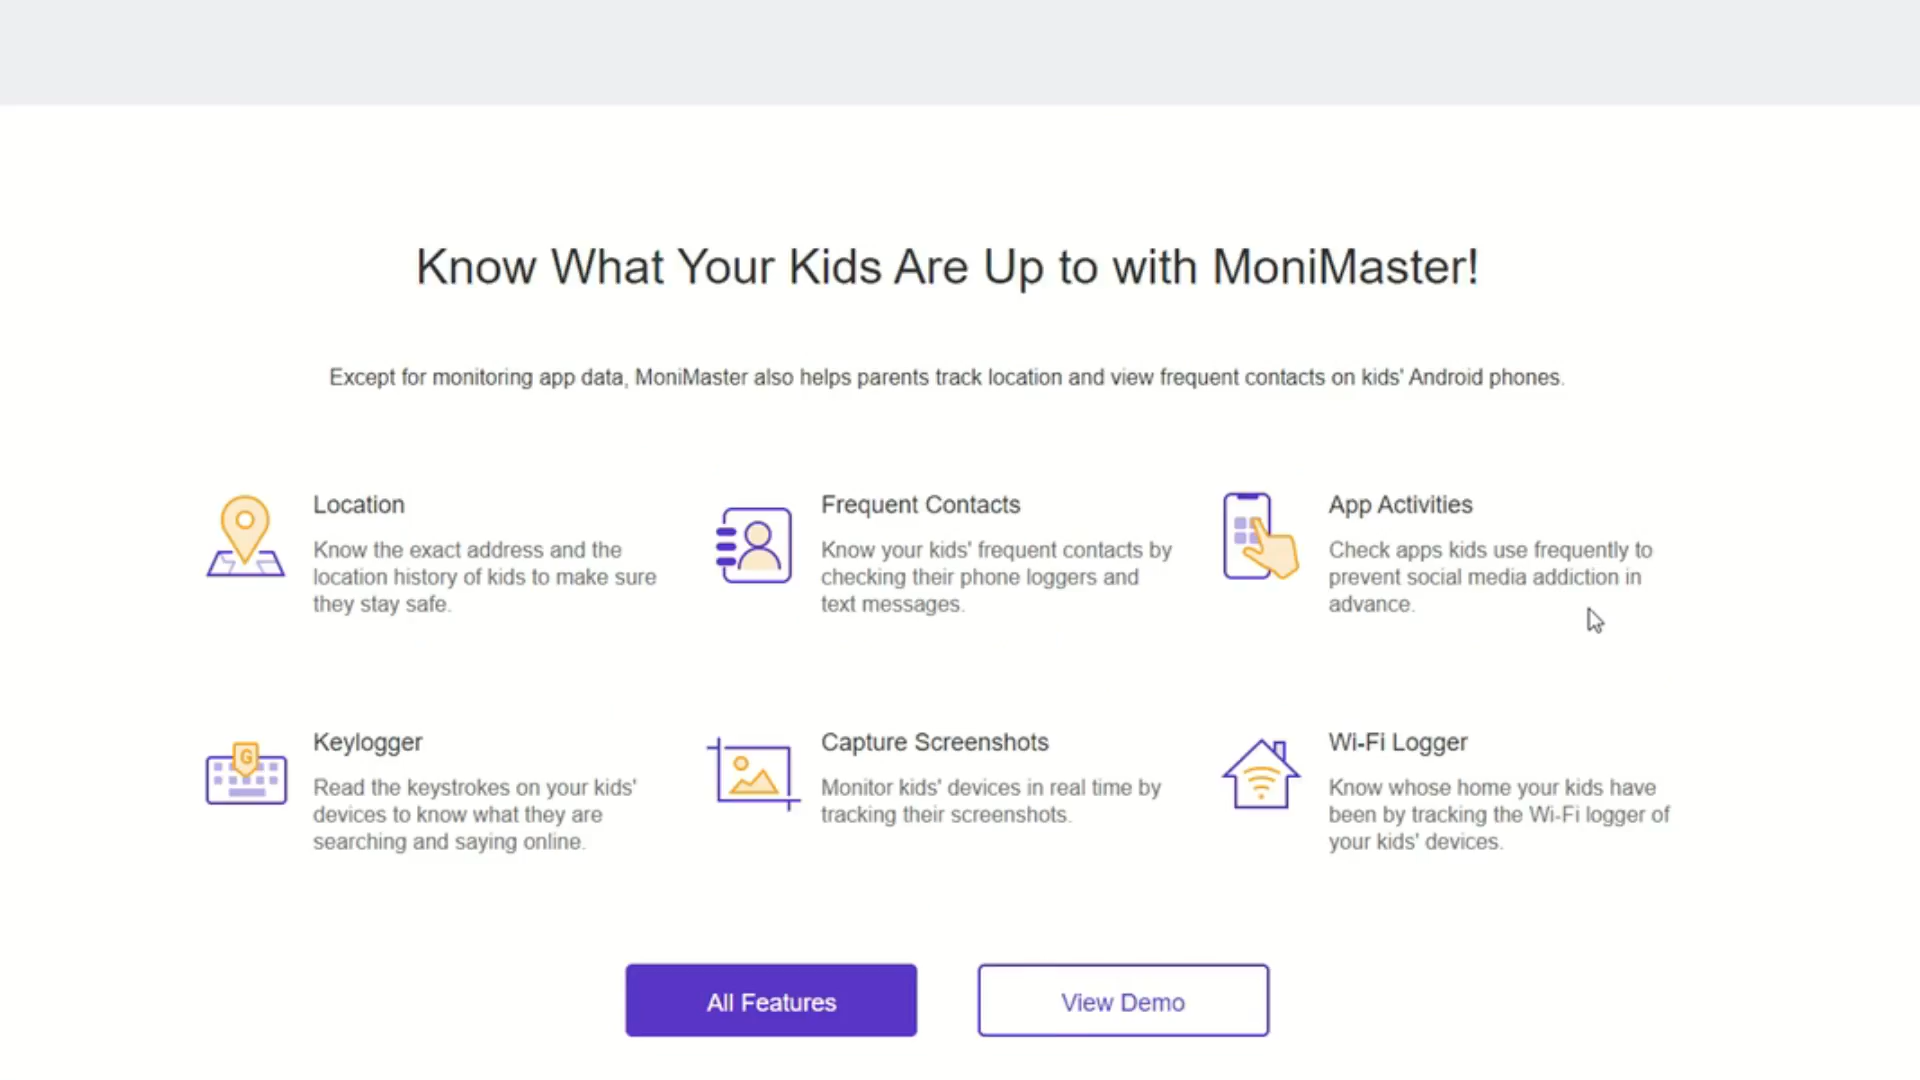 Know What Your Kids Are Up to with MoniMaster!
Except for monitoring app data, MoniMaster also helps parents track location and view frequent contacts on kids' Android phones.
Location
Know the exact address and the
location history of kids to make sure
they stay safe.
Frequent Contacts
Know your kids' frequent contacts by
checking their phone loggers and
text messages.
App Activities
Check apps kids use frequently to
prevent social media addiction in
advance.
G
Keylogger
Read the keystrokes on your kids'
devices to know what they are
searching and saying online.
Capture Screenshots
Monitor kids' devices in real time by
tracking their screenshots.
Wi-Fi Logger
Know whose home your kids have
been by tracking the Wi-Fi logger of
your kids' devices.
All Features
View Demo